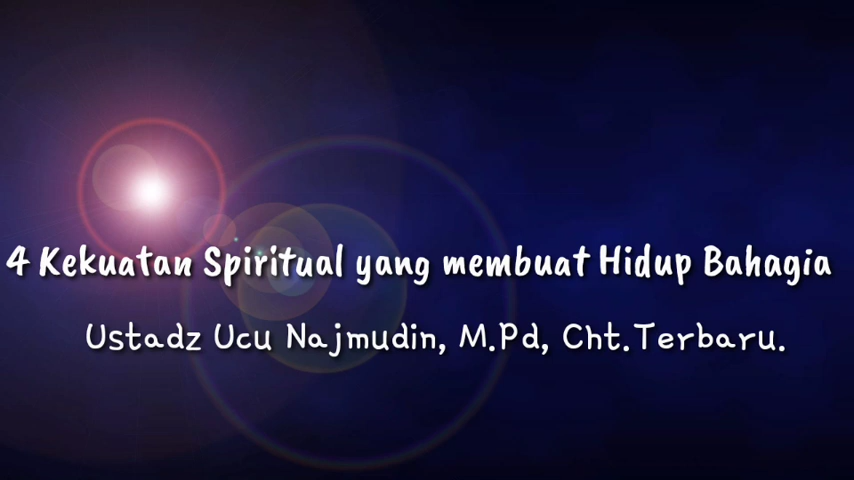 4 Kekuatan Spiritual yang membuat Hidup Bahagia
Ustadz Ucu Najmudin, M.Pd, Cht.Terbaru.